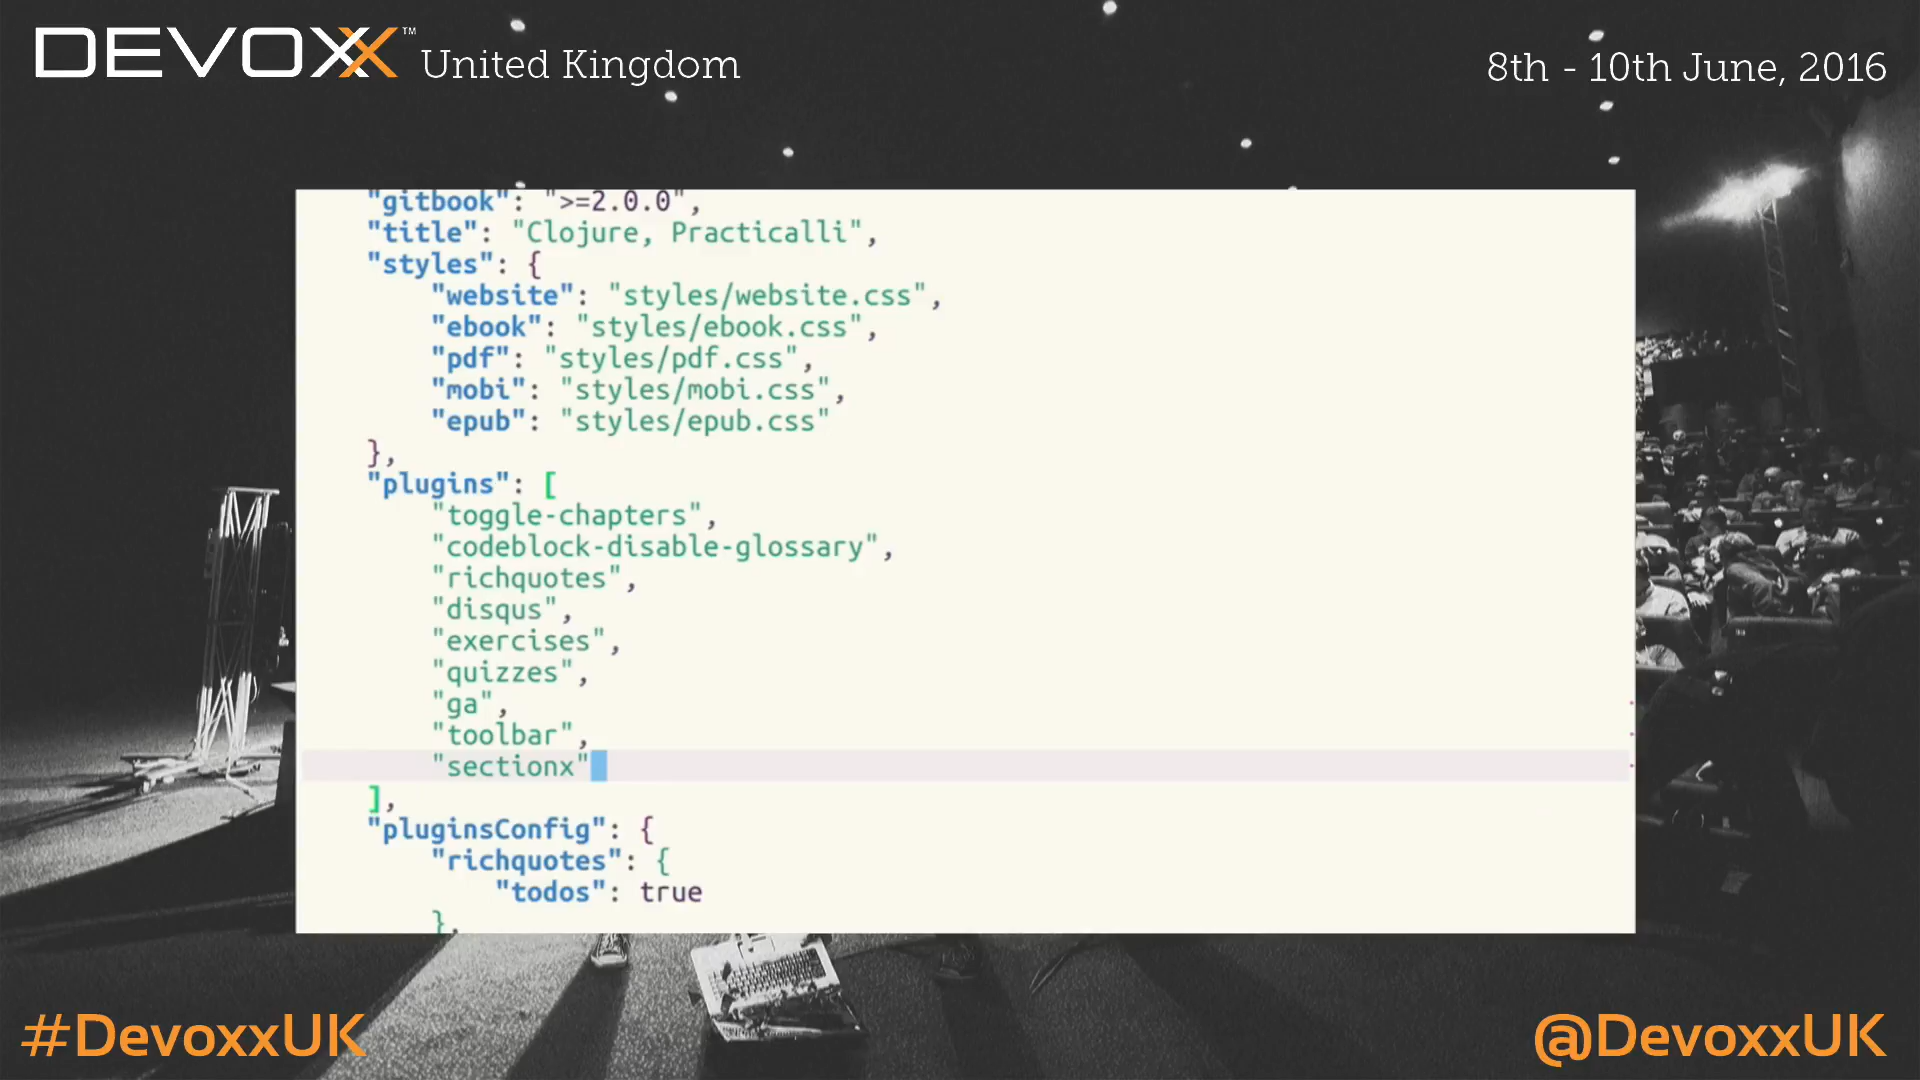 DEVOXX™ United Kingdom
8th - 10th June, 2016
"gitbook": ">=2.0.0",
"title": "Clojure, Practicalli",
"styles": {
"website": "styles/website.css",
"ebook": "styles/ebook.css",
"pdf": "styles/pdf.css",
"mobi": "styles/mobi.css",
"epub": "styles/epub.css"
},
"plugins": [
"toggle-chapters",
"codeblock-disable-glossary",
"richquotes",
"disqus",
"exercises",
"quizzes",
"ga",
"toolbar",
"sectionx"
],
"pluginsConfig": {
"richquotes": {
"todos": true
},
#DevoxxUK
@DevoxxUK